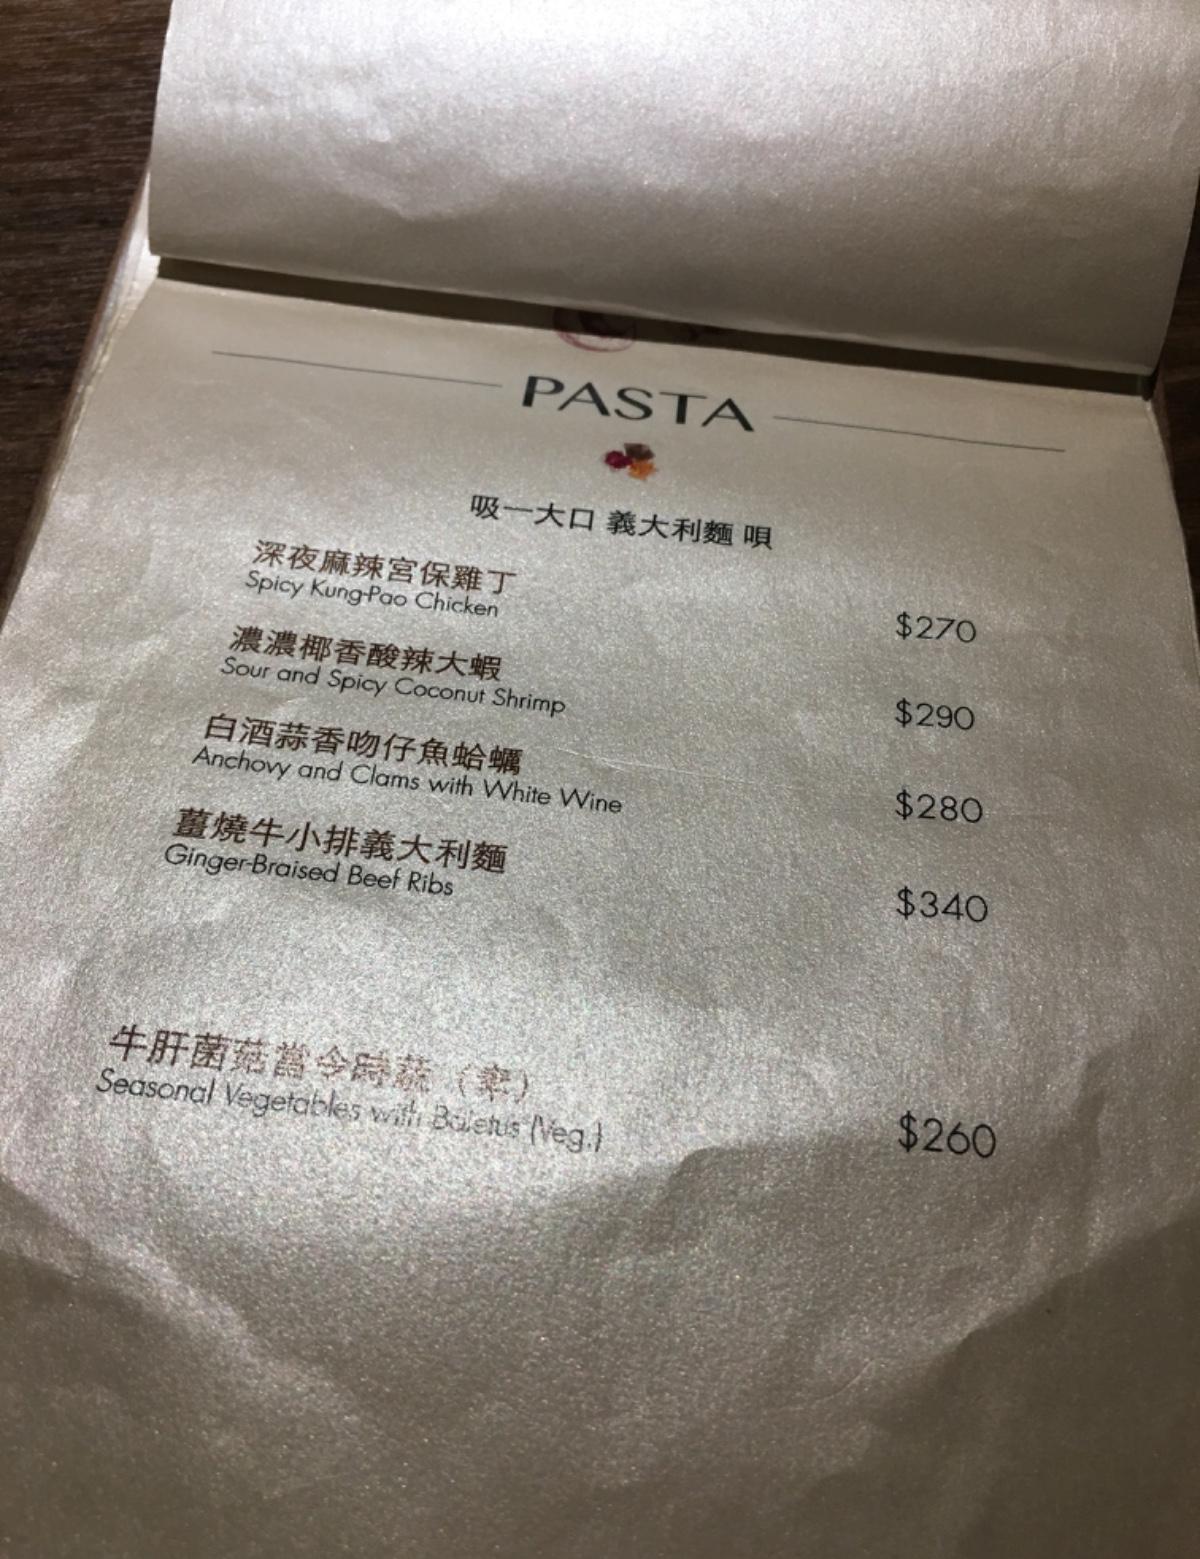 PASTA
吸一大口 義大利麵 唄
深夜麻辣宮保雞丁
Spicy Kung-Pao Chicken
$270
濃濃椰香酸辣大蝦
Sour and Spicy Coconut Shrimp
$290
白酒蒜香吻仔魚蛤蠣
Anchovy and Clams with White Wine
$280
薑燒牛小排義大利麵
Ginger-Braised Beef Ribs
$340
牛肝菌菇當令時蔬（素）
Seasonal Vegetables with Boletus (Veg.)
$260